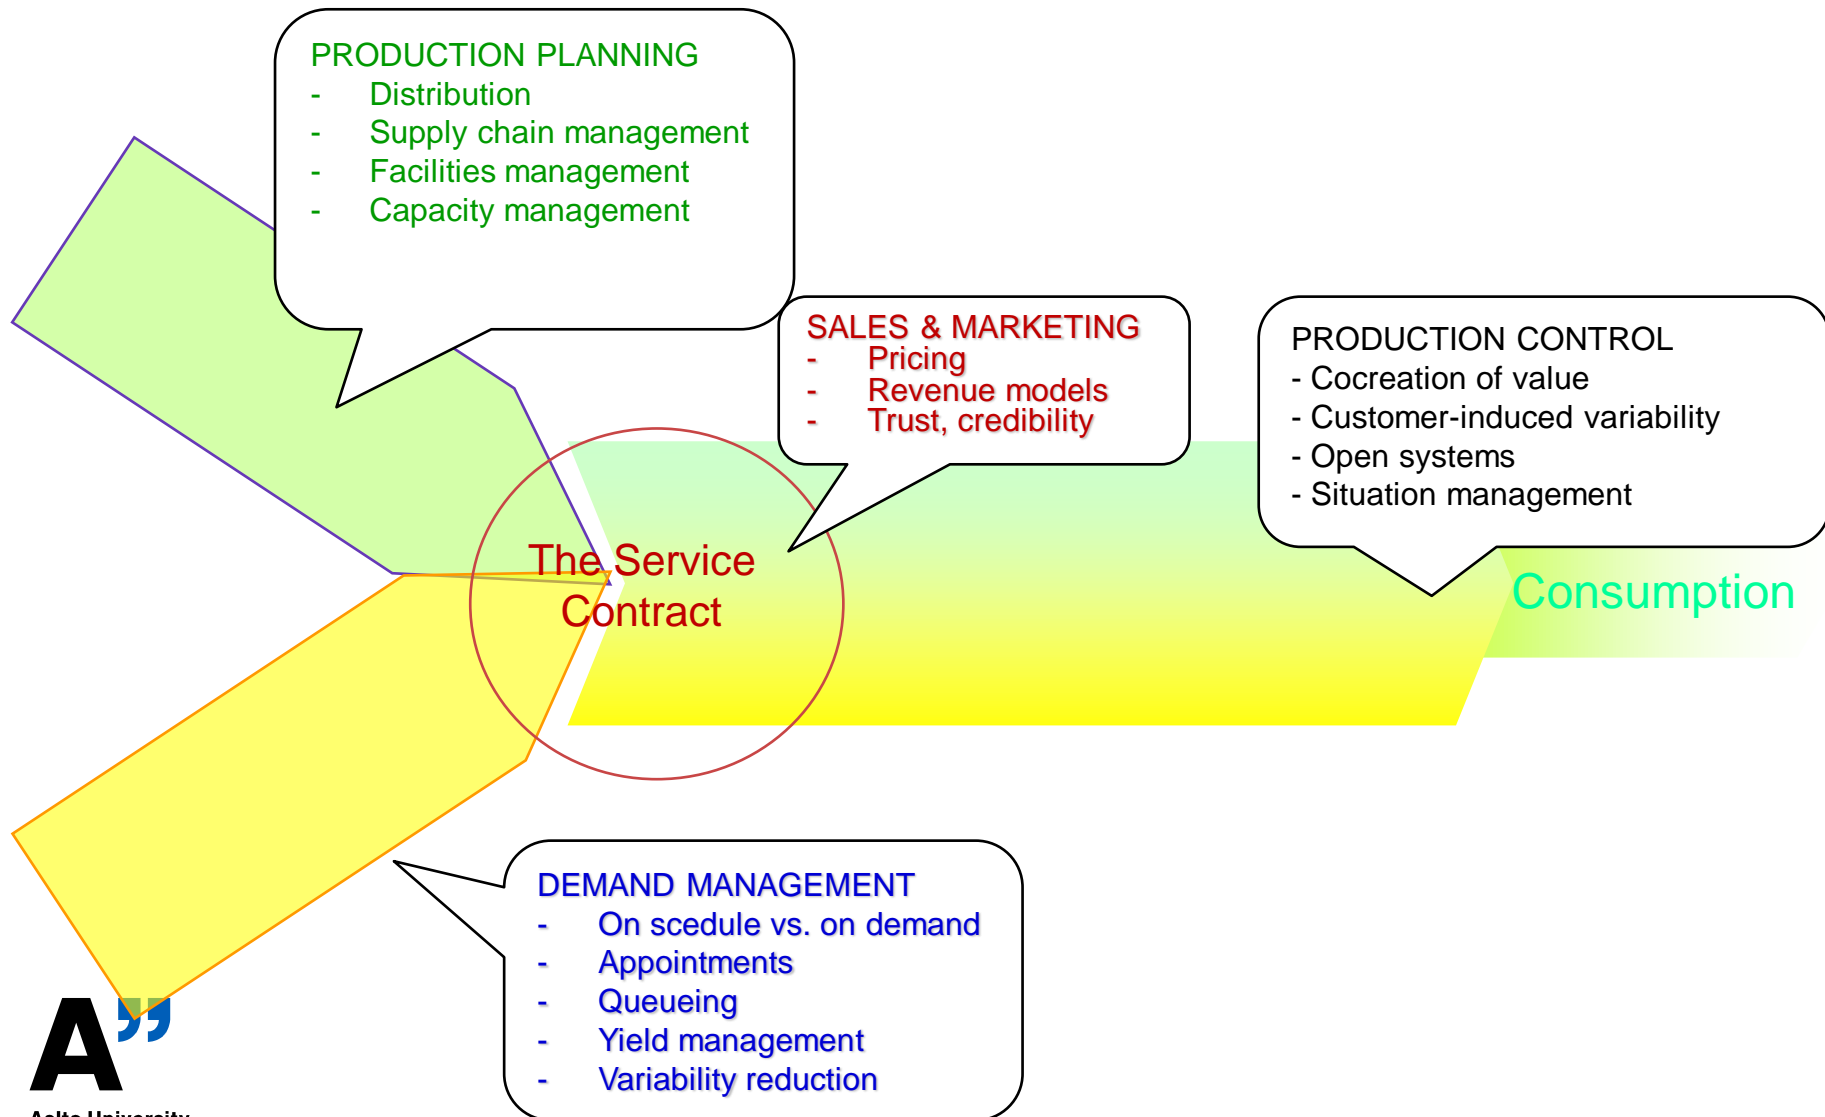 PRODUCTION PLANNING
- Distribution
- Supply chain management
- Facilities management
- Capacity management
SALES & MARKETING
- Pricing
- Revenue models
- Trust, credibility
PRODUCTION CONTROL
- Cocreation of value
- Customer-induced variability
- Open systems
- Situation management
The Service
Contract
Consumption
DEMAND MANAGEMENT
- On scedule vs. on demand
- Appointments
- Queueing
- Yield management
- Variability reduction
A”
Aalto University